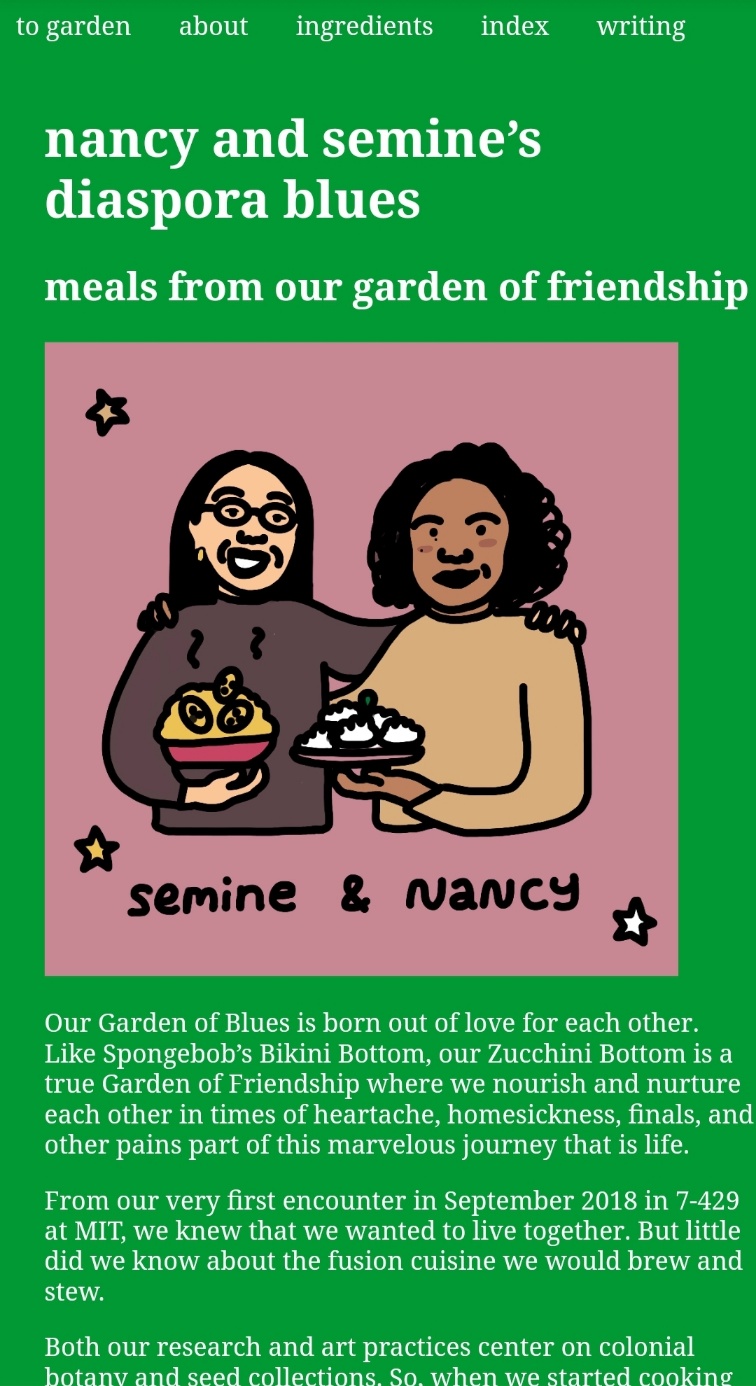 to garden about ingredients index writing
nancy and semine’s
diaspora blues
meals from our garden of friendship
semine & NaNCY
Our Garden of Blues is born out of love for each other.
Like Spongebob’s Bikini Bottom, our Zucchini Bottom is a
true Garden of Friendship where we nourish and nurture
each other in times of heartache, homesickness, finals, and
other pains part of this marvelous journey that is life.
From our very first encounter in September 2018 in 7-429
at MIT, we knew that we wanted to live together. But little
did we know about the fusion cuisine we would brew and
stew.
Both our research and art practices center on colonial
botany and seed collections. So, when we started cooking